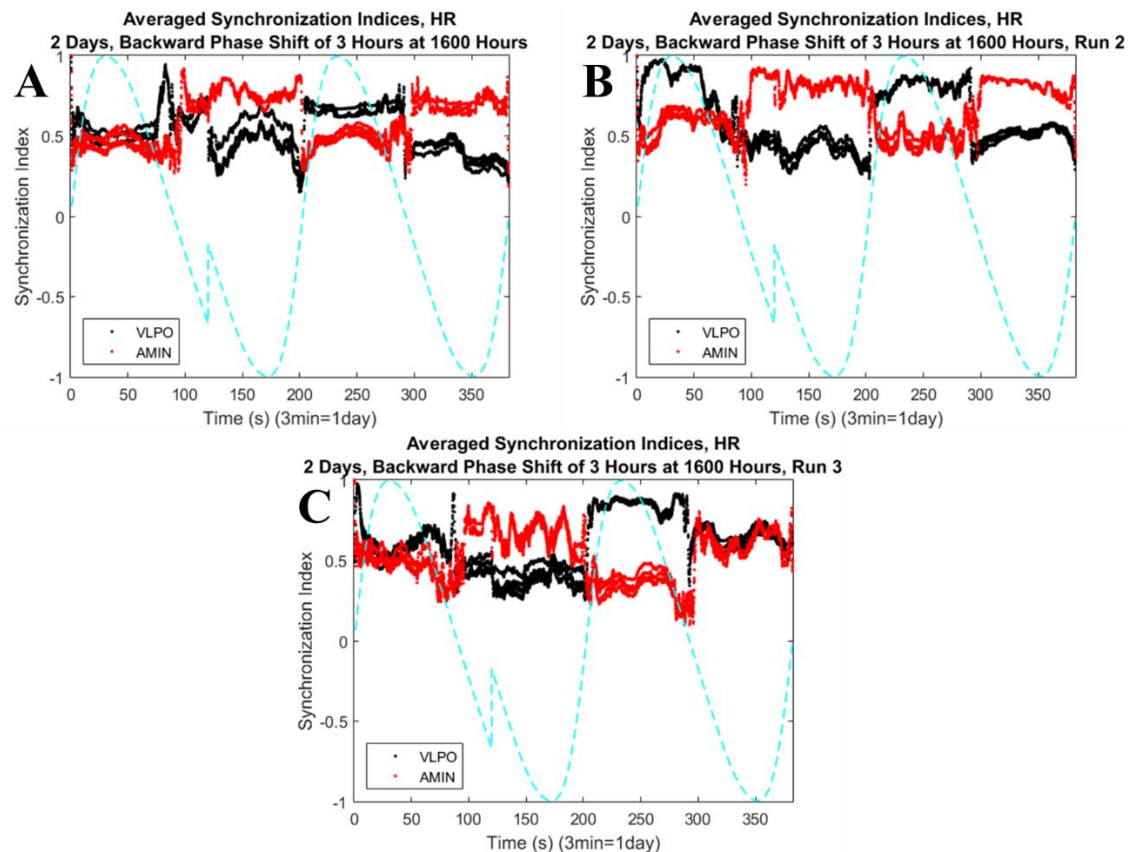 Averaged Synchronization Indices, HR
2 Days, Backward Phase Shift of 3 Hours at 1600 Hours
A
1
0.5
0
-0.5
-1
Synchronization Index
VLPO
AMIN
0 50 100 150 200 250 300 350
Time (s) (3min=1day)
Averaged Synchronization Indices, HR
2 Days, Backward Phase Shift of 3 Hours at 1600 Hours, Run 2
B
1
0.5
0
-0.5
-1
Synchronization Index
VLPO
AMIN
0 50 100 150 200 250 300 350
Time (s) (3min=1day)
Averaged Synchronization Indices, HR
2 Days, Backward Phase Shift of 3 Hours at 1600 Hours, Run 3
C
1
0.5
0
-0.5
-1
Synchronization Index
VLPO
AMIN
0 50 100 150 200 250 300 350
Time (s) (3min=1day)